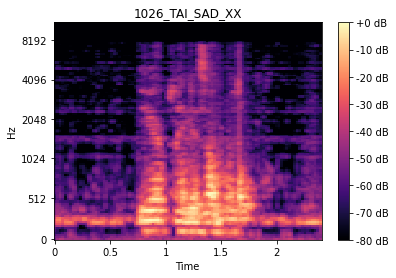 1026_TAI_SAD_XX
Hz
8192
4096
2048
1024
512
0
0
0.5
1
1.5
2
Time
+0 dB
-10 dB
-20 dB
-30 dB
-40 dB
-50 dB
-60 dB
-70 dB
-80 dB